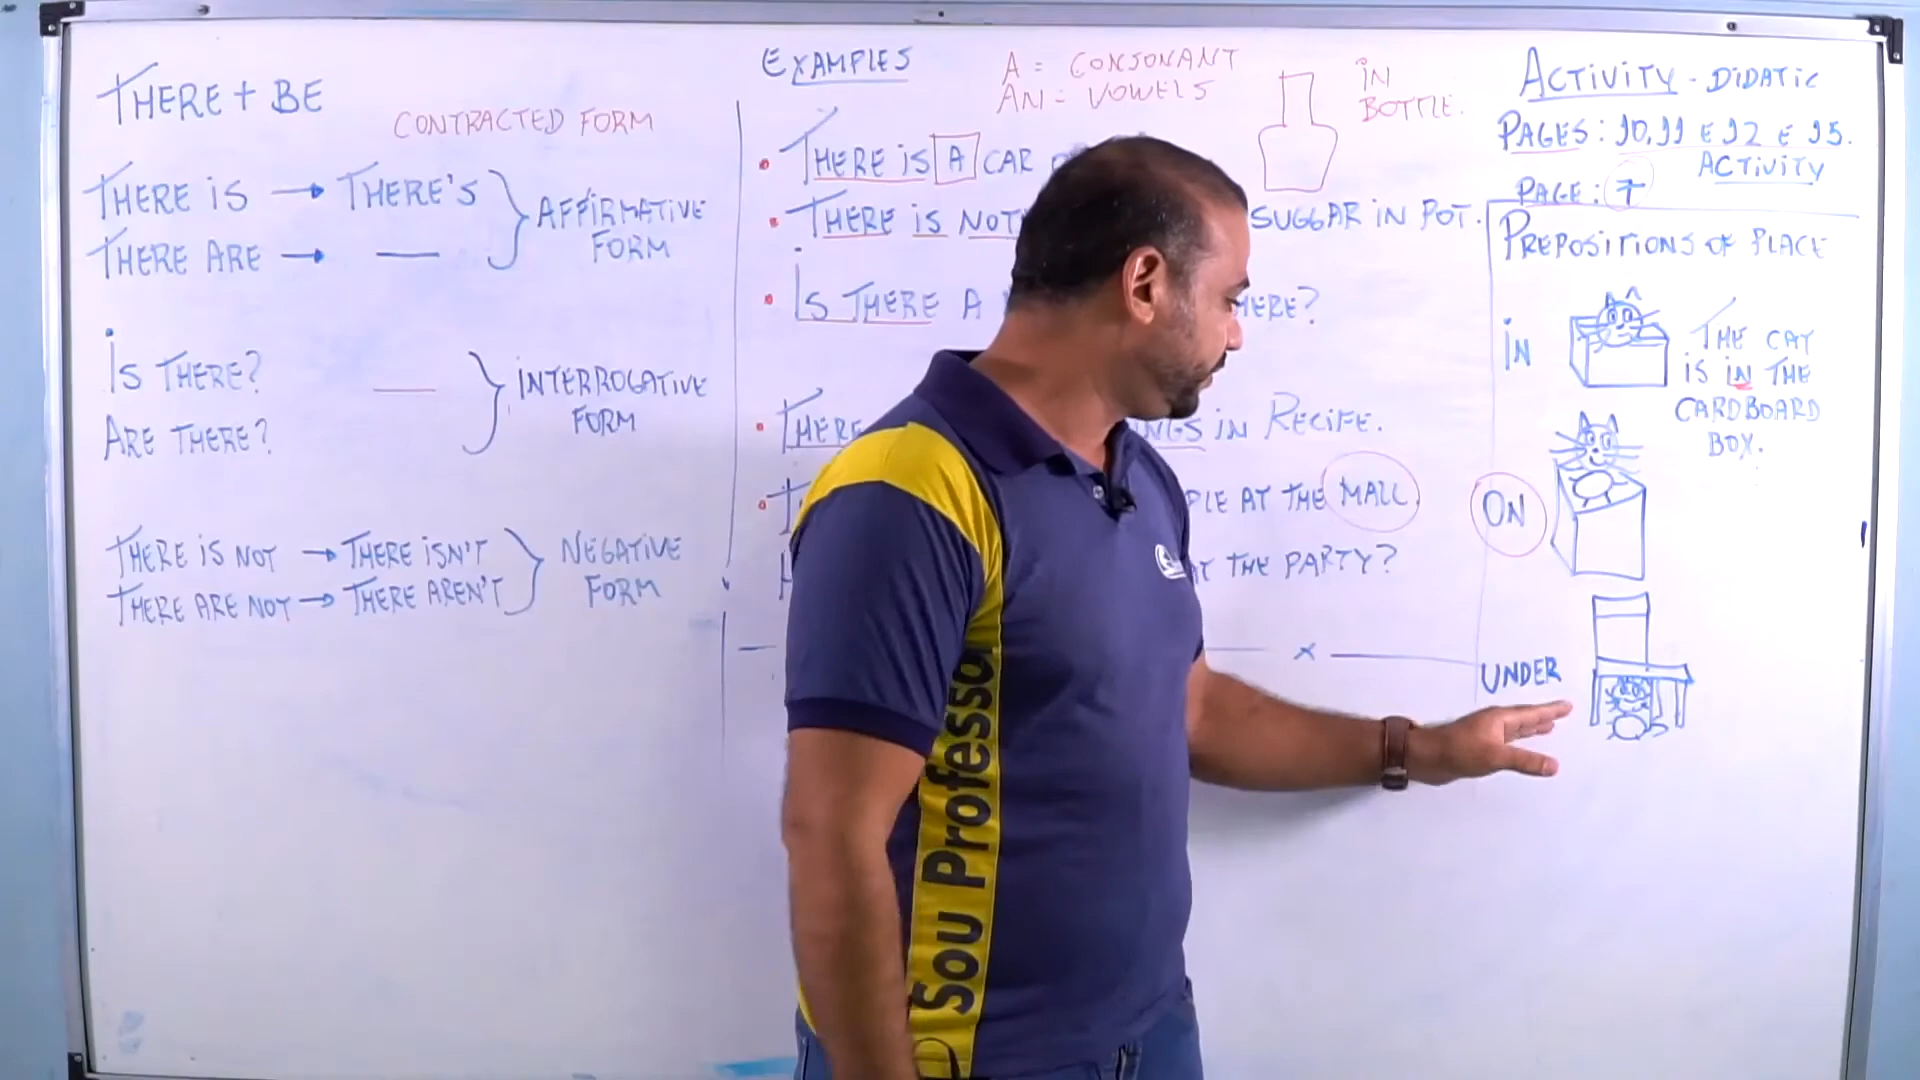 THERE + BE
CONTRACTED FORM
THERE IS → THERE'S
THERE ARE → —
AFFIRMATIVE
FORM
IS THERE?
ARE THERE?
—
INTERROGATIVE
FORM
THERE IS NOT → THERE ISN'T
THERE ARE NOT → THERE AREN'T
NEGATIVE
FORM
EXAMPLES
A = CONSONANT
AN = VOWELS
IN
BOTTLE.
• THERE IS A CAR
• THERE IS NOT SUGGAR IN POT.
• IS THERE A HERE?
• THERE IN RECIFE.
• AT THE MALL.
AT THE PARTY?
x
ACTIVITY - DIDATIC
PAGES: 10, 11 E 12 E 15.
ACTIVITY
PAGE: 7
PREPOSITIONS OF PLACE
IN
THE CAT
IS IN THE
CARDBOARD
BOX.
ON
UNDER
Sou Professo